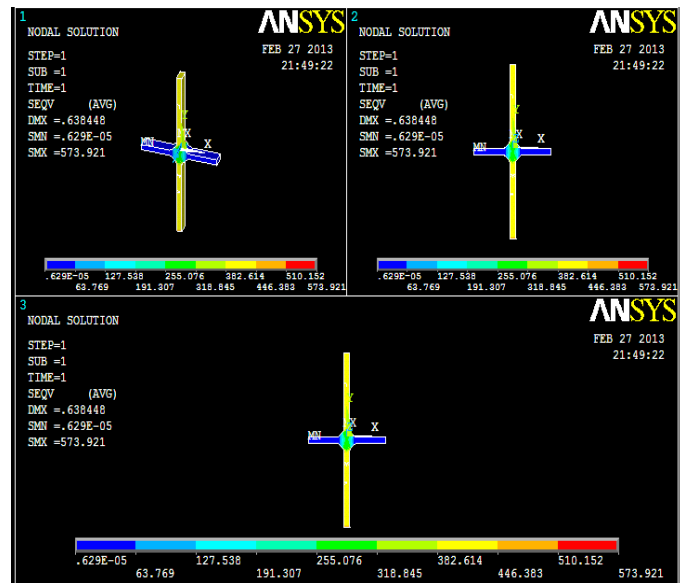 1
ANSYS
NODAL SOLUTION
FEB 27 2013
21:49:22
STEP=1
SUB =1
TIME=1
SEQV (AVG)
DMX =.638448
SMN =.629E-05
SMX =573.921
Y
MX
X
MN
.629E-05 127.538 255.076 382.614 510.152
63.769 191.307 318.845 446.383 573.921
2
ANSYS
NODAL SOLUTION
FEB 27 2013
21:49:22
STEP=1
SUB =1
TIME=1
SEQV (AVG)
DMX =.638448
SMN =.629E-05
SMX =573.921
Y
X
X
MN
.629E-05 127.538 255.076 382.614 510.152
63.769 191.307 318.845 446.383 573.921
3
ANSYS
NODAL SOLUTION
FEB 27 2013
21:49:22
STEP=1
SUB =1
TIME=1
SEQV (AVG)
DMX =.638448
SMN =.629E-05
SMX =573.921
Y
X
X
MN
.629E-05 127.538 255.076 382.614 510.152
63.769 191.307 318.845 446.383 573.921